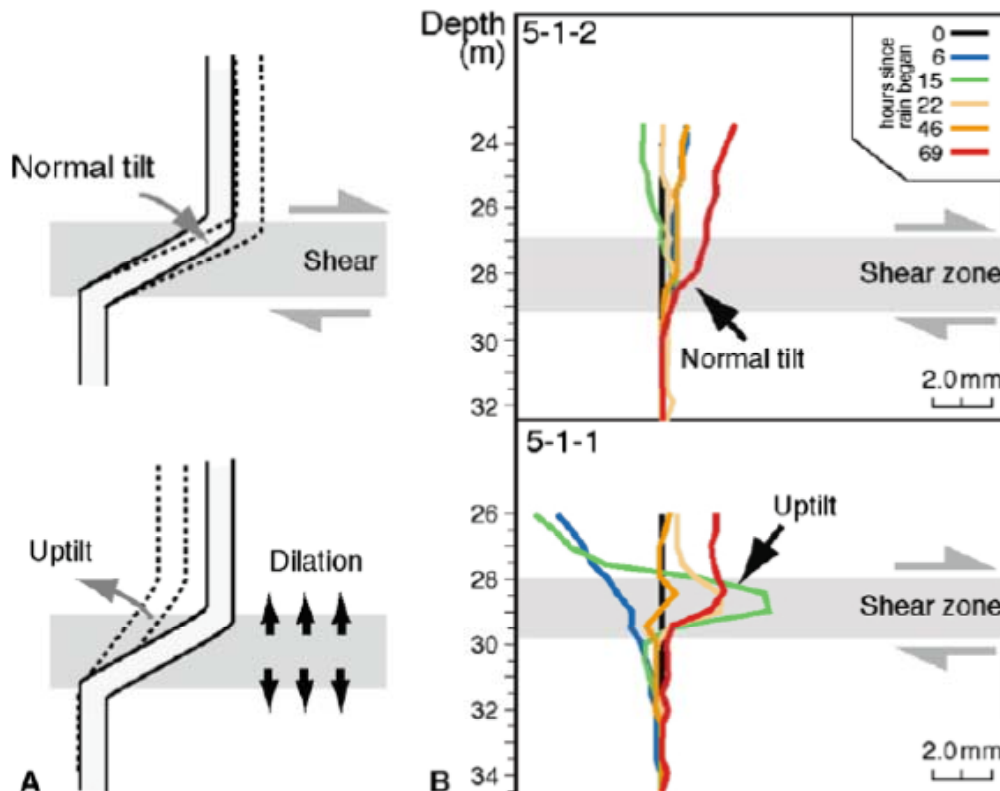 Normal tilt
Shear
Uptilt
Dilation
A
Depth
(m)
5-1-2
hours since
rain began
0
6
15
22
46
69
24
26
28
30
32
Shear zone
Normal tilt
2.0 mm
5-1-1
26
28
30
32
34
Uptilt
Shear zone
2.0 mm
B